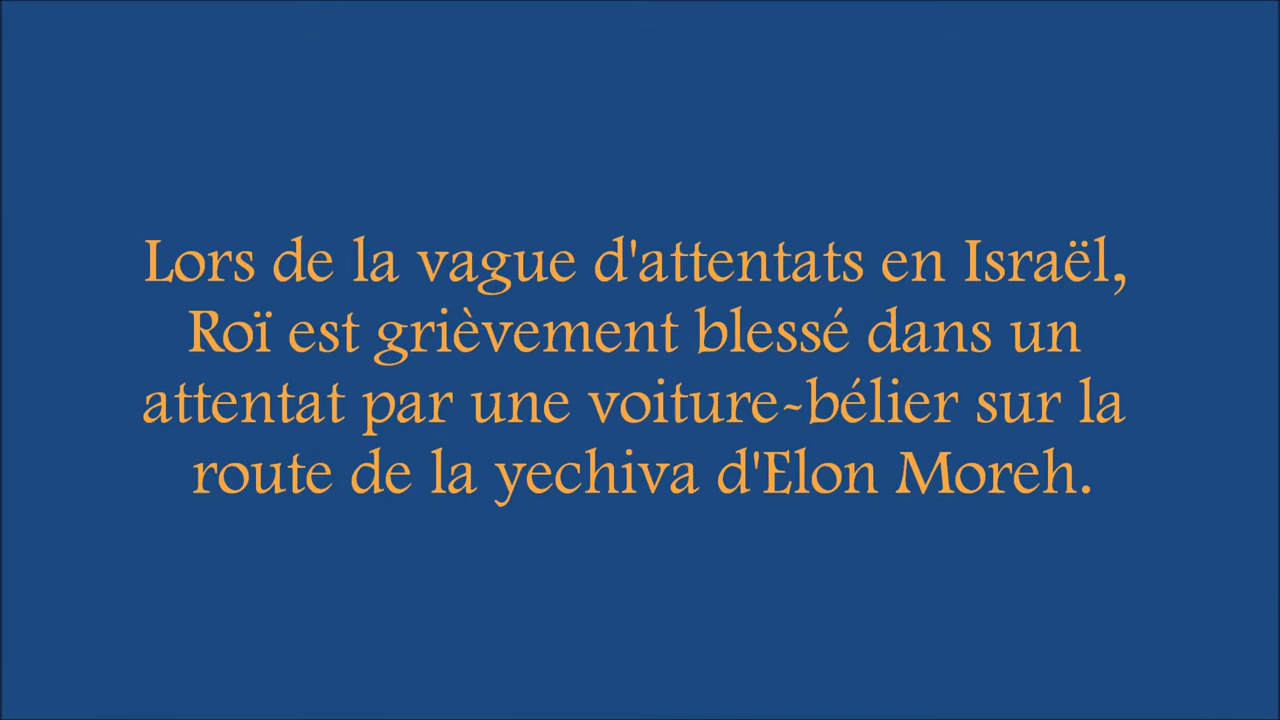 Lors de la vague d'attentats en Israël,
Roï est grièvement blessé dans un
attentat par une voiture-bélier sur la
route de la yechiva d'Elon Moreh.